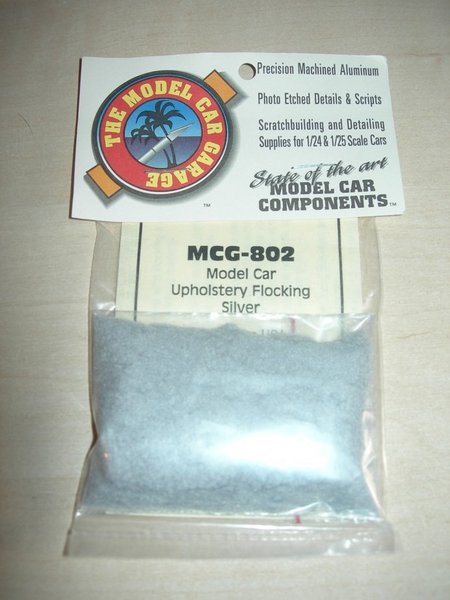 THE MODEL CAR GARAGE
TM
Precision Machined Aluminum
Photo Etched Details & Scripts
Scratchbuilding and Detailing
Supplies for 1/24 & 1/25 Scale Cars
State of the art
MODEL CAR
COMPONENTS TM
MCG-802
Model Car
Upholstery Flocking
Silver
USA